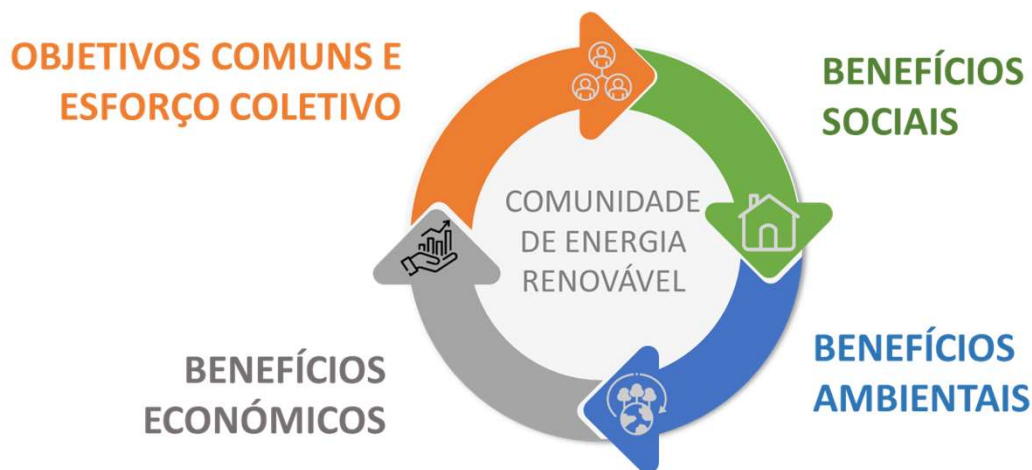 OBJETIVOS COMUNS E
ESFORÇO COLETIVO
BENEFÍCIOS
SOCIAIS
COMUNIDADE
DE ENERGIA
RENOVÁVEL
BENEFÍCIOS
AMBIENTAIS
BENEFÍCIOS
ECONÓMICOS